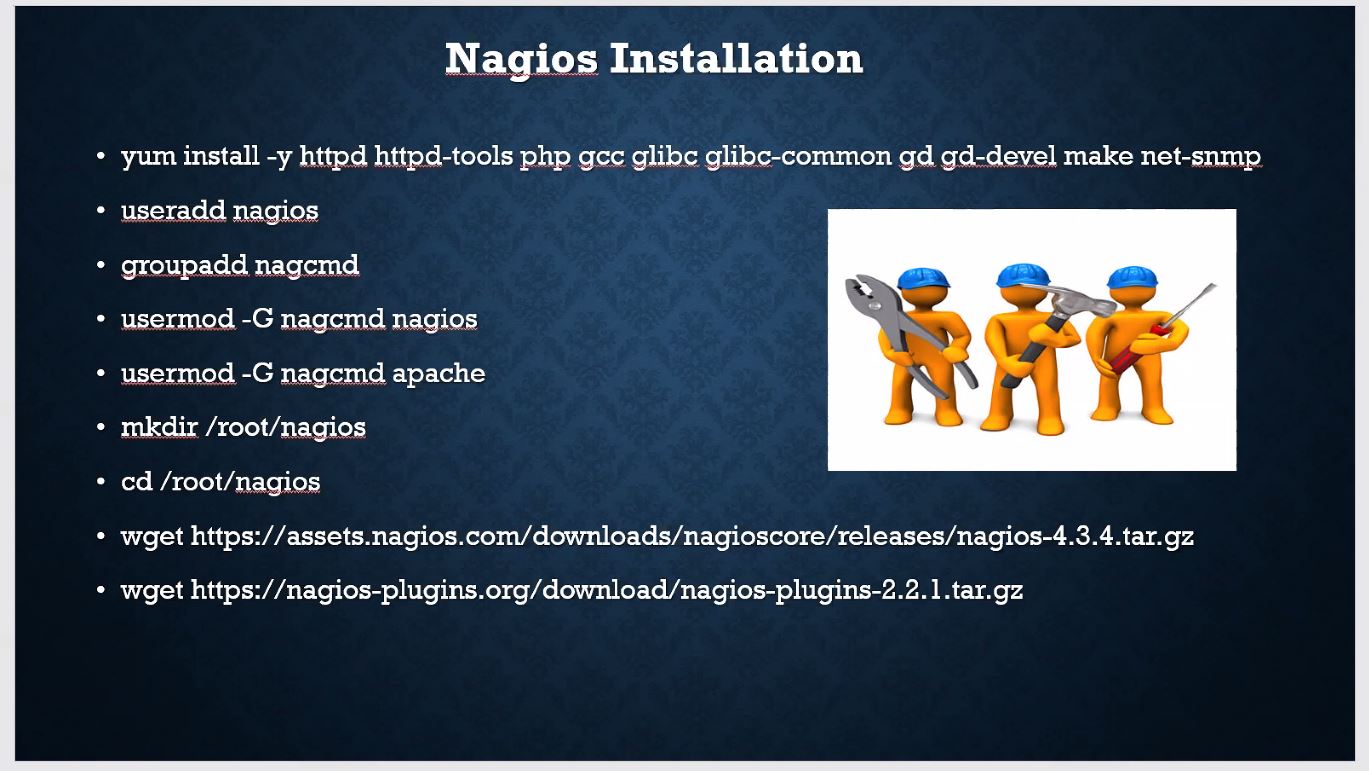 Nagios Installation
• yum install -y httpd httpd-tools php gcc glibc glibc-common gd gd-devel make net-snmp
• useradd nagios
• groupadd nagcmd
• usermod -G nagcmd nagios
• usermod -G nagcmd apache
• mkdir /root/nagios
• cd /root/nagios
• wget https://assets.nagios.com/downloads/nagioscore/releases/nagios-4.3.4.tar.gz
• wget https://nagios-plugins.org/download/nagios-plugins-2.2.1.tar.gz